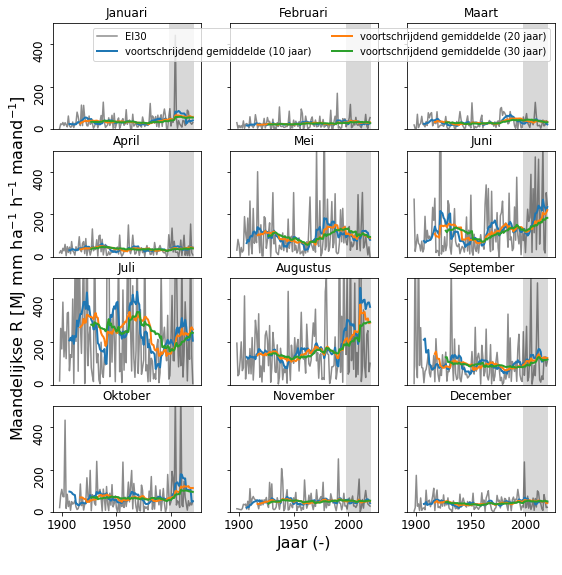 Januari Februari Maart
EI30
voortschrijdend gemiddelde (10 jaar)
voortschrijdend gemiddelde (20 jaar)
voortschrijdend gemiddelde (30 jaar)
400
200
0
April Mei Juni
400
200
0
Juli Augustus September
400
200
0
Oktober November December
400
200
0
1900 1950 2000 1900 1950 2000 1900 1950 2000
Maandelijkse R [MJ mm ha⁻¹ h⁻¹ maand⁻¹]
Jaar (-)